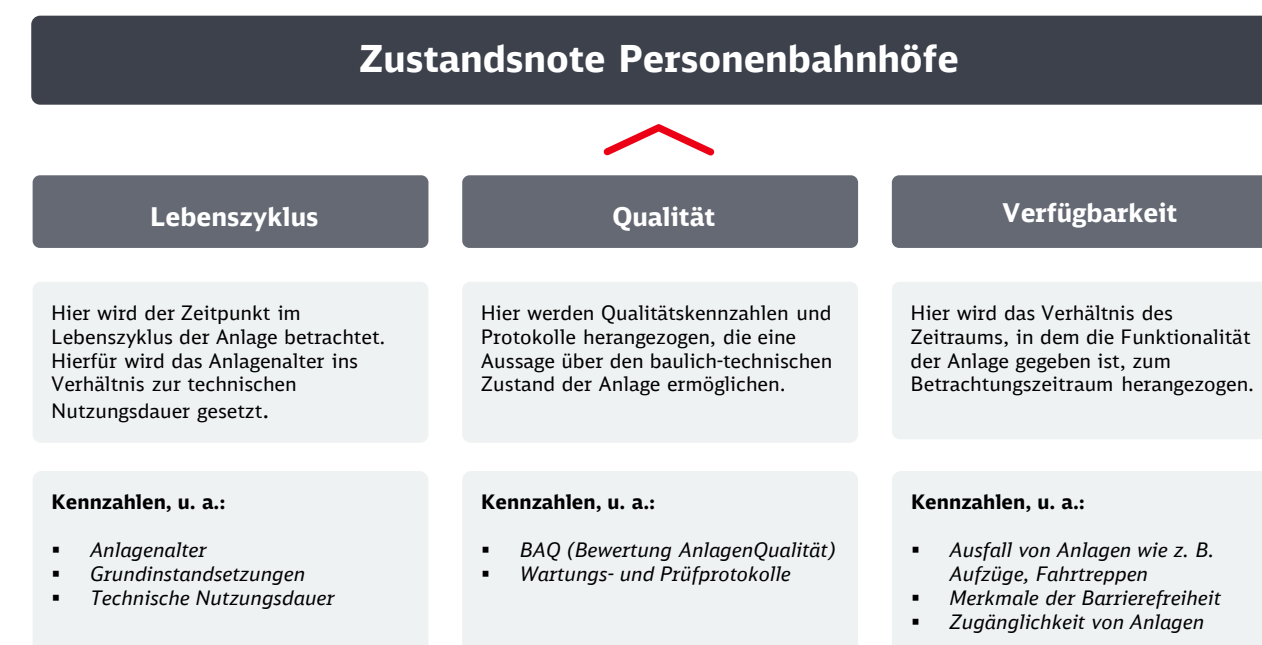 Zustandsnote Personenbahnhöfe
Lebenszyklus
Hier wird der Zeitpunkt im
Lebenszyklus der Anlage betrachtet.
Hierfür wird das Anlagenalter ins
Verhältnis zur technischen
Nutzungsdauer gesetzt.
Kennzahlen, u. a.:
▪ Anlagenalter
▪ Grundinstandsetzungen
▪ Technische Nutzungsdauer
Qualität
Hier werden Qualitätskennzahlen und
Protokolle herangezogen, die eine
Aussage über den baulich-technischen
Zustand der Anlage ermöglichen.
Kennzahlen, u. a.:
▪ BAQ (Bewertung AnlagenQualität)
▪ Wartungs- und Prüfprotokolle
Verfügbarkeit
Hier wird das Verhältnis des
Zeitraums, in dem die Funktionalität
der Anlage gegeben ist, zum
Betrachtungszeitraum herangezogen.
Kennzahlen, u. a.:
▪ Ausfall von Anlagen wie z. B.
Aufzüge, Fahrtreppen
▪ Merkmale der Barrierefreiheit
▪ Zugänglichkeit von Anlagen